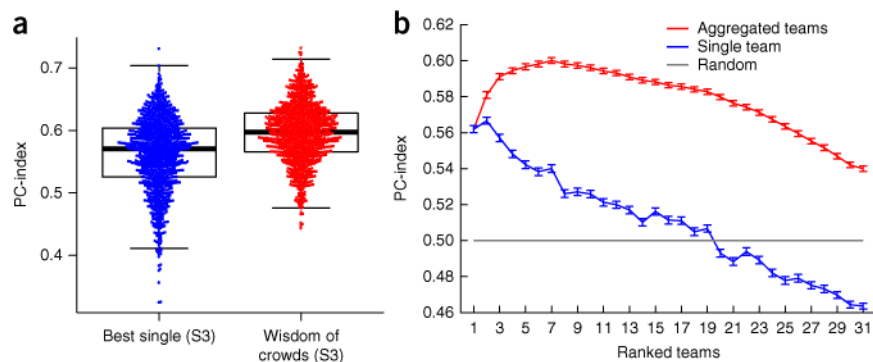 a
PC-index
0.7
0.6
0.5
0.4
Best single (S3)
Wisdom of
crowds (S3)
b
PC-index
0.62
0.60
0.58
0.56
0.54
0.52
0.50
0.48
0.46
Aggregated teams
Single team
Random
1 3 5 7 9 11 13 15 17 19 21 23 25 27 29 31
Ranked teams